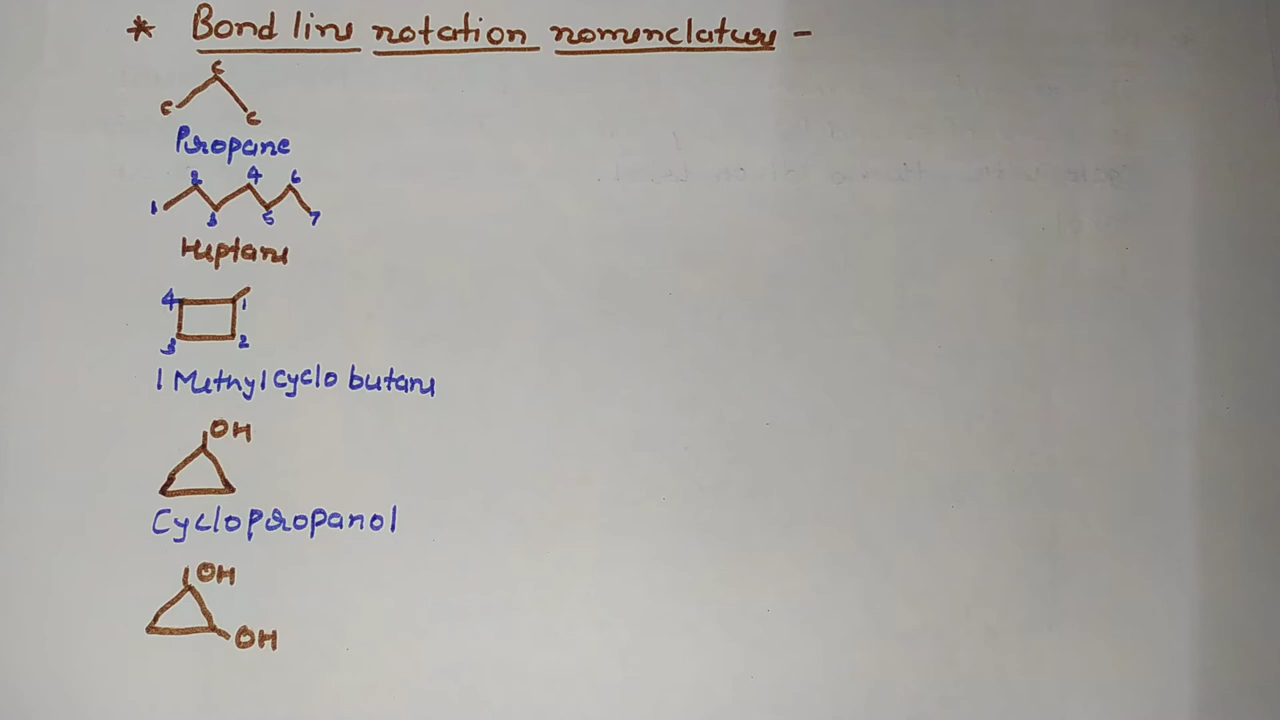 * Bond line notation nomenclature -
C
C C
Propane
2 4 6
1 3 5 7
Heptane
4 1
3 2
1 Methyl cyclo butane
OH
Cyclopropanol
OH
OH